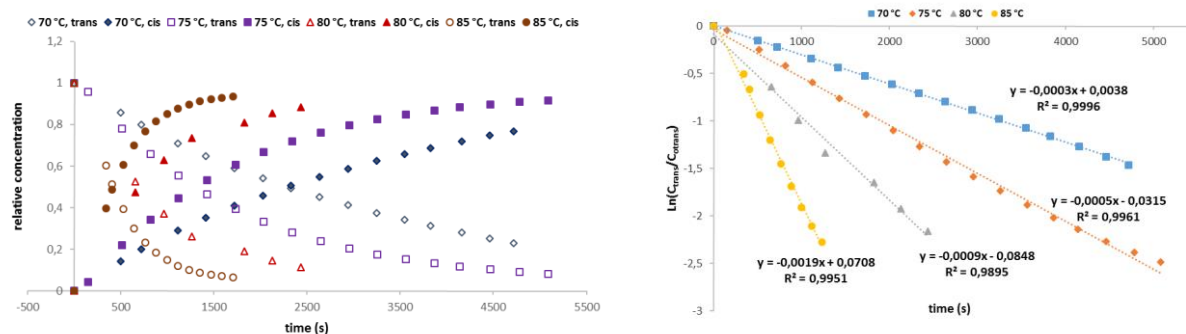 70 °C, trans 70 °C, cis 75 °C, trans 75 °C, cis 80 °C, trans 80 °C, cis 85 °C, trans 85 °C, cis
1,2
1
0,8
0,6
0,4
0,2
0
-500 500 1500 2500 3500 4500 5500
relative concentration
time (s)
70 °C 75 °C 80 °C 85 °C
0 1000 2000 3000 4000 5000
0
-0,5
-1
-1,5
-2
-2,5
-3
Ln(Ctrans/C0trans)
y = -0,0003x + 0,0038
R² = 0,9996
y = -0,0005x - 0,0315
R² = 0,9961
y = -0,0009x - 0,0848
R² = 0,9895
y = -0,0019x + 0,0708
R² = 0,9951
time (s)